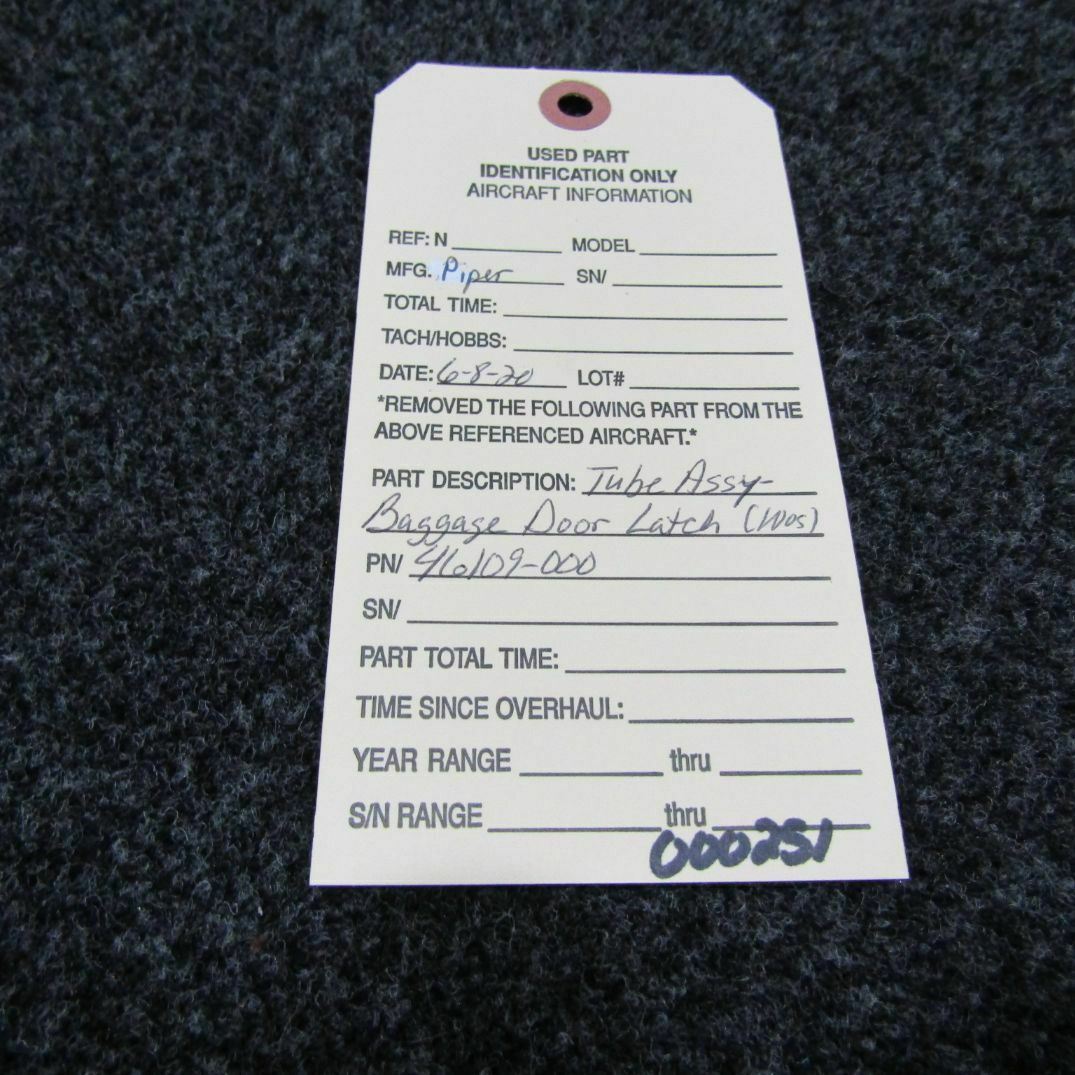 USED PART
IDENTIFICATION ONLY
AIRCRAFT INFORMATION
REF: N MODEL
MFG. Piper SN/
TOTAL TIME:
TACH/HOBBS:
DATE: 6-8-20 LOT#
*REMOVED THE FOLLOWING PART FROM THE
ABOVE REFERENCED AIRCRAFT.*
PART DESCRIPTION: Tube Assy-
Baggage Door Latch
PN/ 46109-000
SN/
PART TOTAL TIME:
TIME SINCE OVERHAUL:
YEAR RANGE thru
S/N RANGE thru
000251